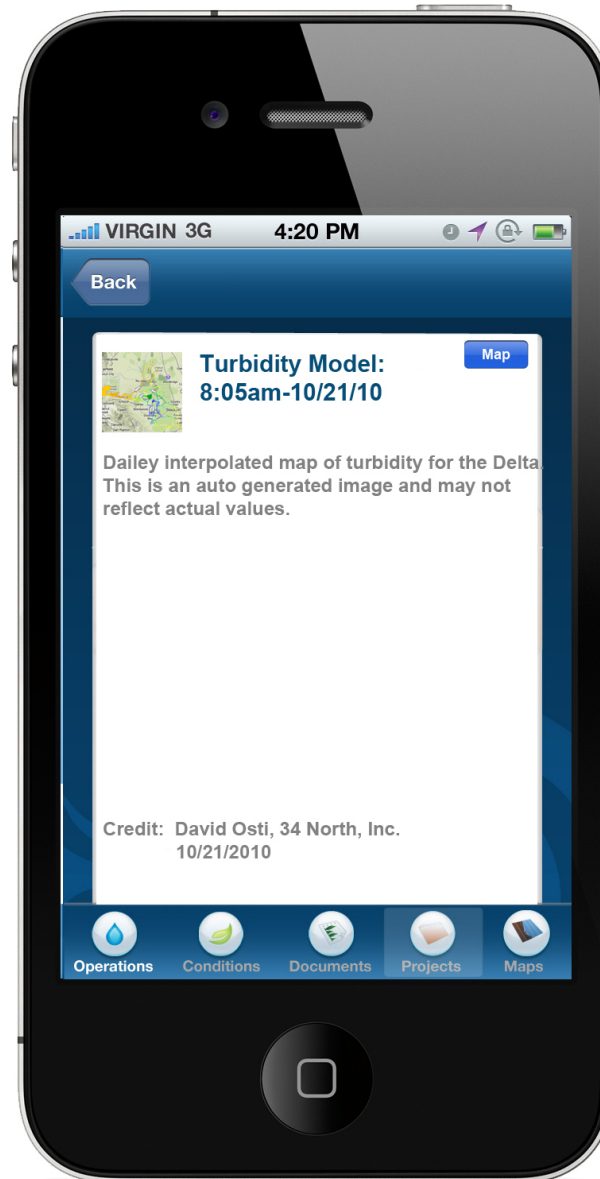 VIRGIN 3G 4:20 PM
Back
Map
Turbidity Model:
8:05am-10/21/10
Dailey interpolated map of turbidity for the Delta.
This is an auto generated image and may not
reflect actual values.
Credit: David Osti, 34 North, Inc.
10/21/2010
Operations Conditions Documents Projects Maps